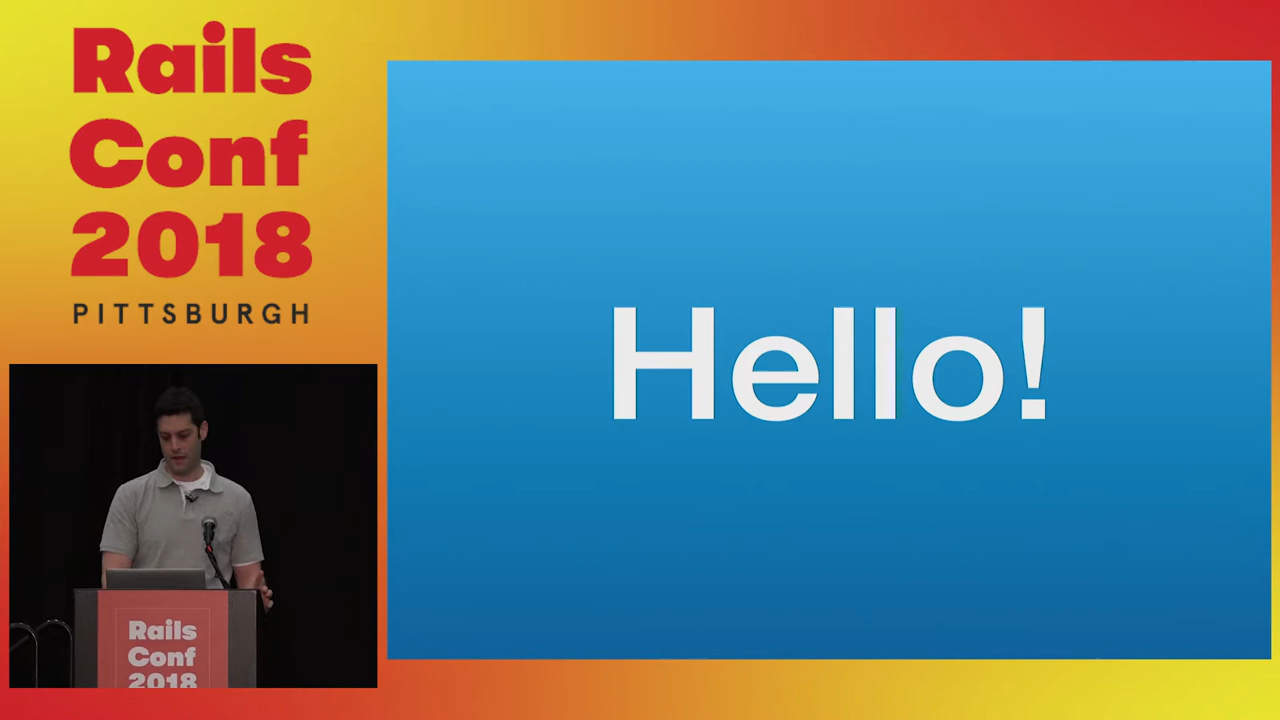 Rails
Conf
2018
PITTSBURGH
Hello!
Rails
Conf
2018